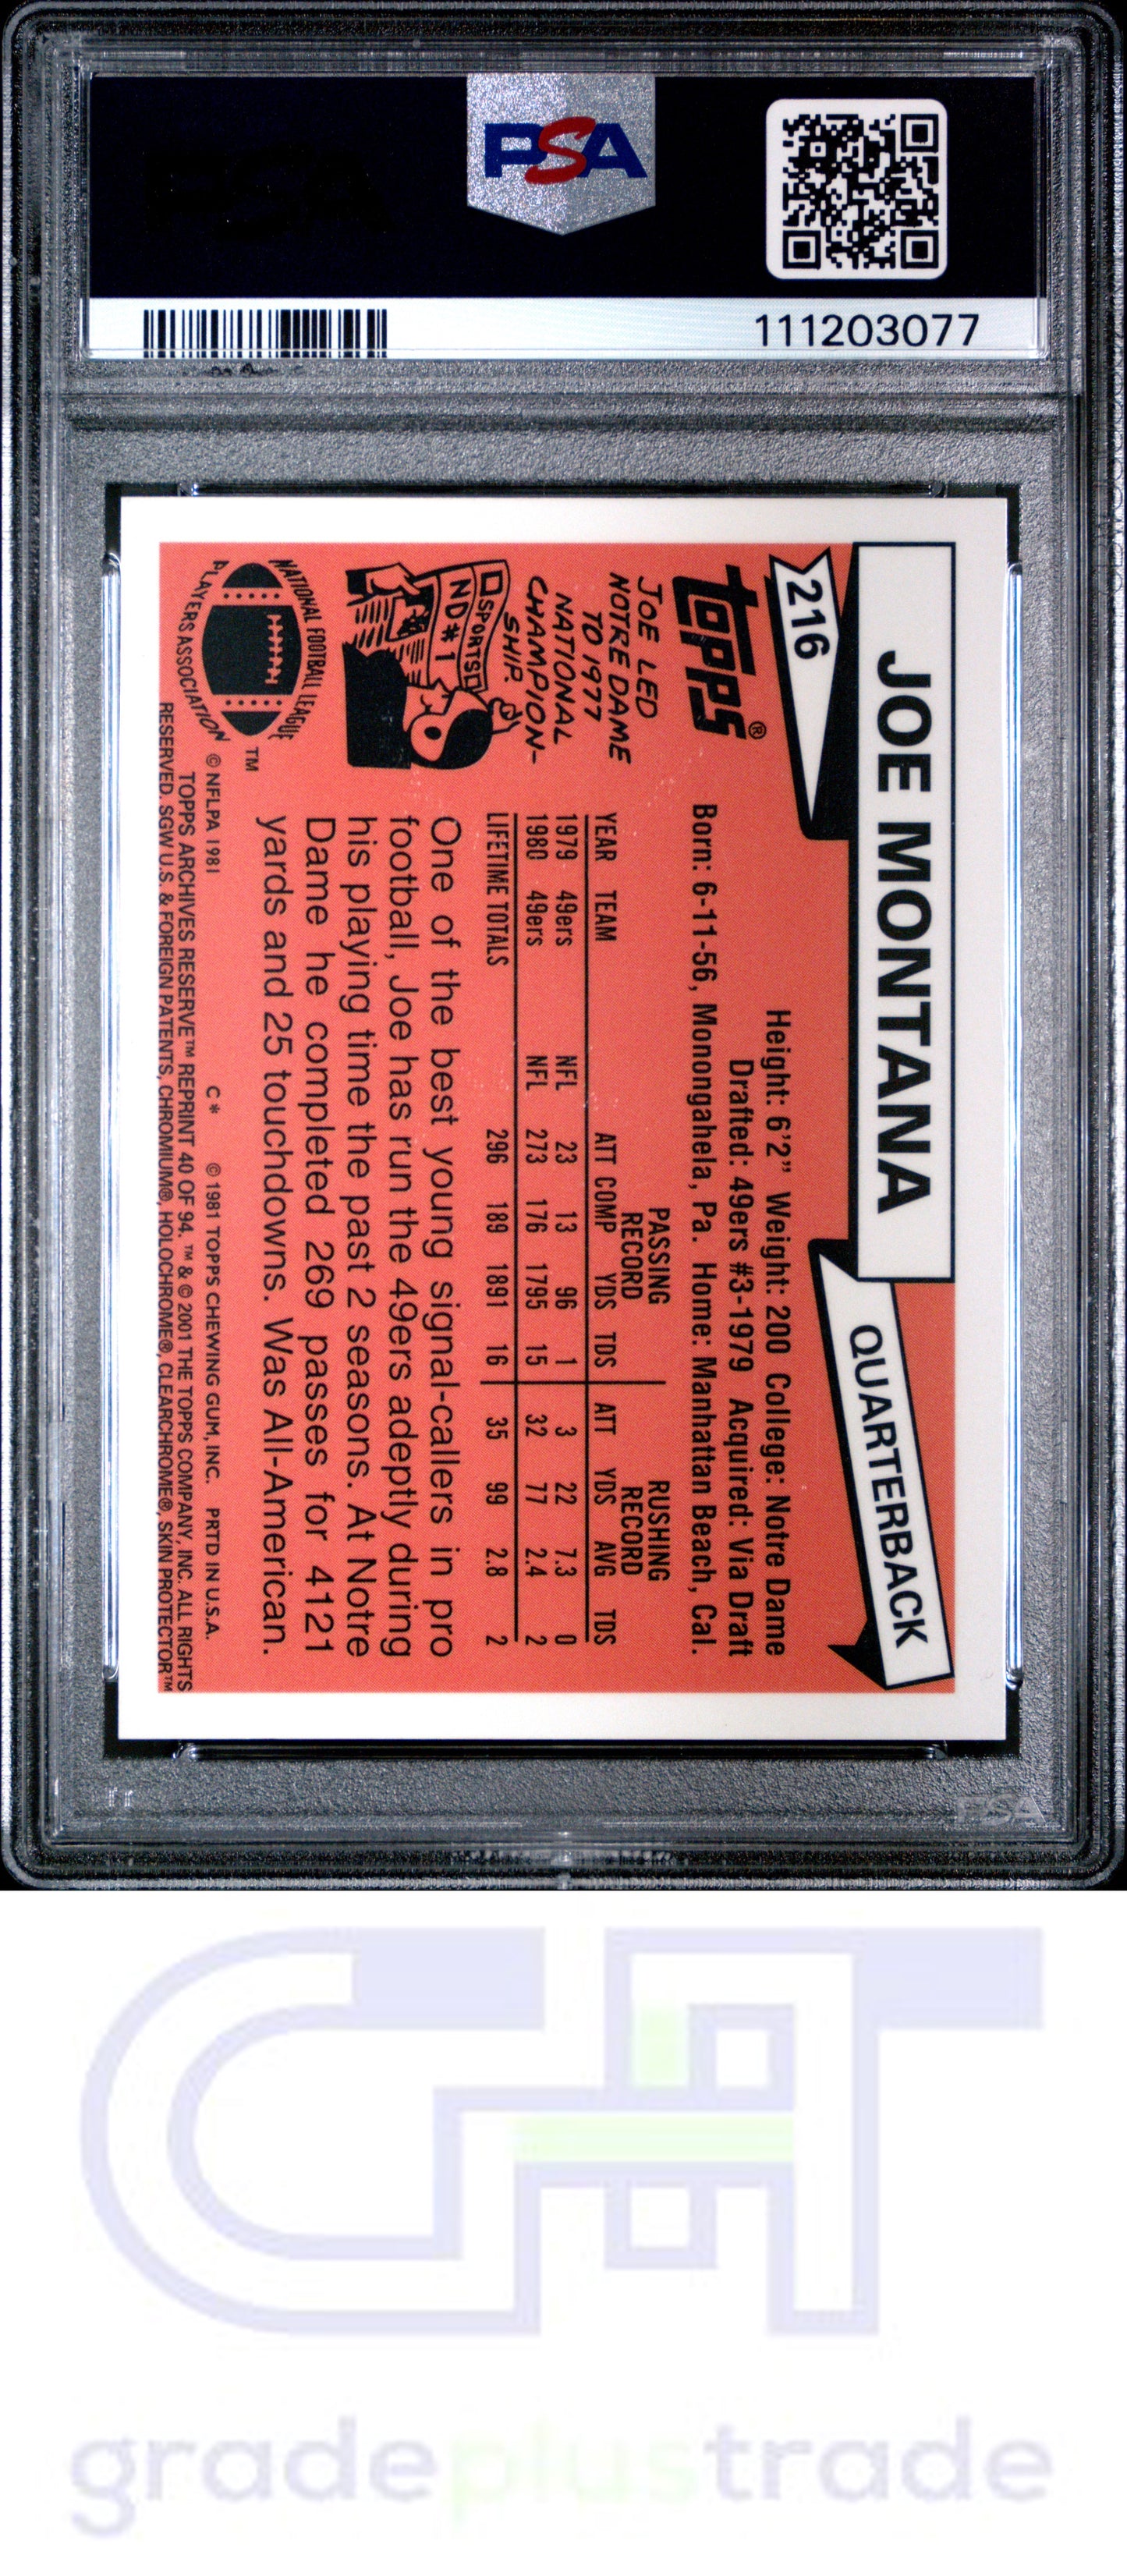 PSA
111203077
JOE MONTANA
QUARTERBACK
216
topps®
Height: 6'2" Weight: 200 College: Notre Dame
Drafted: 49ers #3-1979 Acquired: Via Draft
Born: 6-11-56, Monongahela, Pa. Home: Manhattan Beach, Cal.
JOE LED
NOTRE DAME
TO 1977
NATIONAL
CHAMPION-
SHIP.
SPORTS
ND #1
PASSING RUSHING
RECORD RECORD
YEAR TEAM ATT COMP YDS TDS ATT YDS AVG TDS
1979 49ers NFL 23 13 96 1 3 22 7.3 0
1980 49ers NFL 273 176 1795 15 32 77 2.4 2
LIFETIME TOTALS 296 189 1891 16 35 99 2.8 2
One of the best young signal-callers in pro
football, Joe has run the 49ers adeptly during
his playing time the past 2 seasons. At Notre
Dame he completed 269 passes for 4121
yards and 25 touchdowns. Was All-American.
NATIONAL FOOTBALL LEAGUE
PLAYERS ASSOCIATION
TM
© NFLPA 1981 C* © 1981 TOPPS CHEWING GUM, INC. PRTD IN U.S.A.
TOPPS ARCHIVES RESERVE™ REPRINT 40 OF 94. ™ & © 2001 THE TOPPS COMPANY, INC. ALL RIGHTS
RESERVED. SGW U.S. & FOREIGN PATENTS, CHROMIUM®, HOLOCHROME®, CLEARCHROME®, SKIN PROTECTOR™
PSA
GT
gradeplustrade